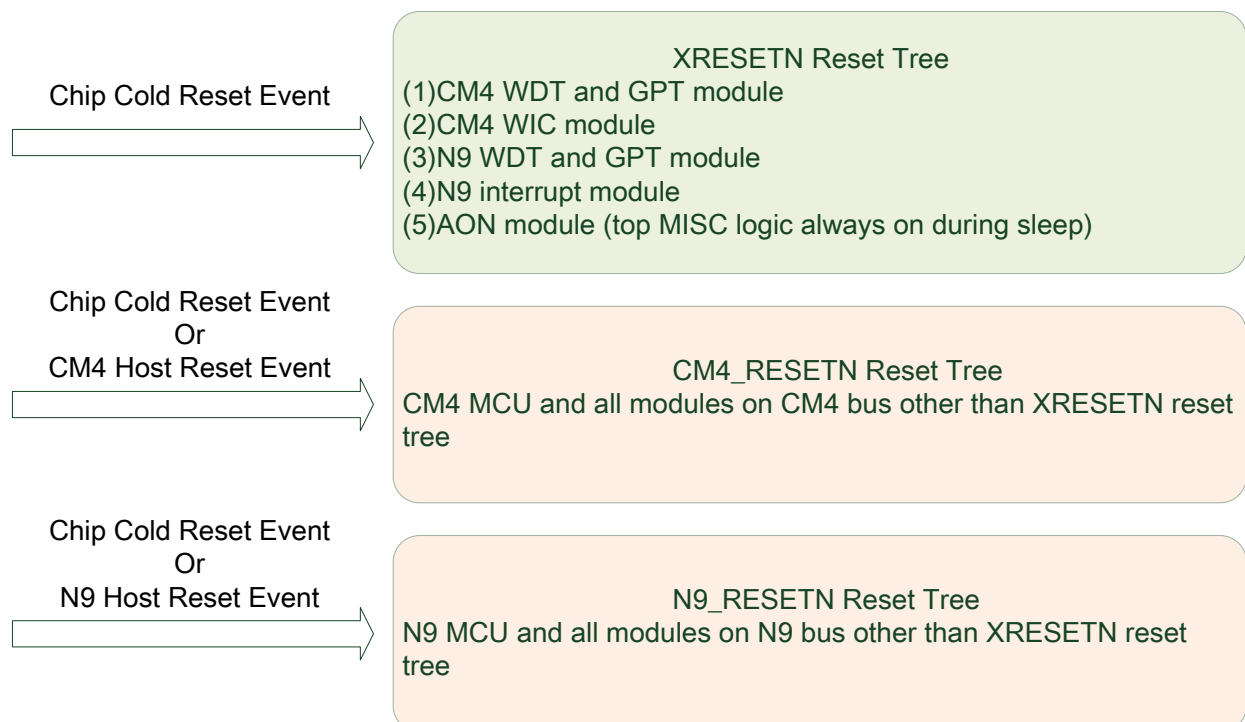 Chip Cold Reset Event
XRESETN Reset Tree
(1)CM4 WDT and GPT module
(2)CM4 WIC module
(3)N9 WDT and GPT module
(4)N9 interrupt module
(5)AON module (top MISC logic always on during sleep)
Chip Cold Reset Event
Or
CM4 Host Reset Event
CM4_RESETN Reset Tree
CM4 MCU and all modules on CM4 bus other than XRESETN reset
tree
Chip Cold Reset Event
Or
N9 Host Reset Event
N9_RESETN Reset Tree
N9 MCU and all modules on N9 bus other than XRESETN reset
tree